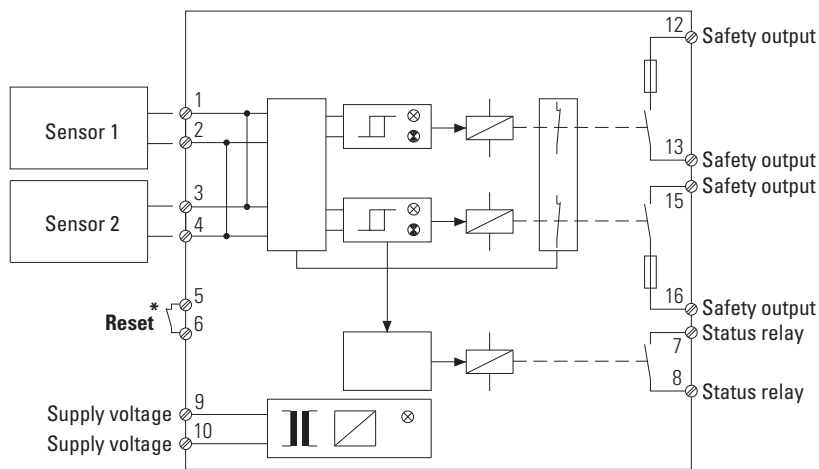 12
Safety output
1
Sensor 1
2
13
Safety output
3
Safety output
15
Sensor 2
4
5
*
Reset
6
16
Safety output
Status relay
7
8
Status relay
9
Supply voltage
10
Supply voltage